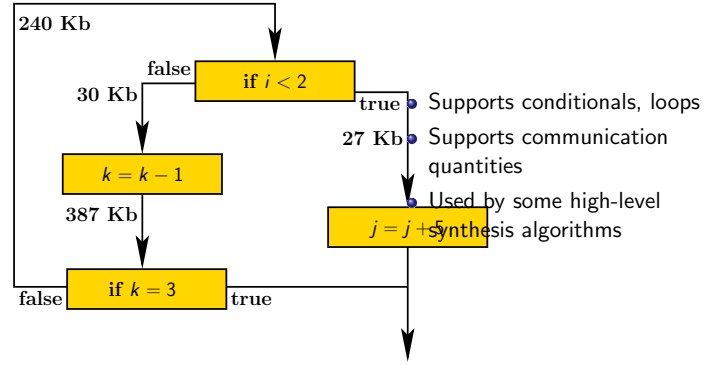 240 Kb
if i < 2
false
true
30 Kb
27 Kb
k = k − 1
387 Kb
j = j + 5
if k = 3
false
true
Supports conditionals, loops
Supports communication
quantities
Used by some high-level
synthesis algorithms